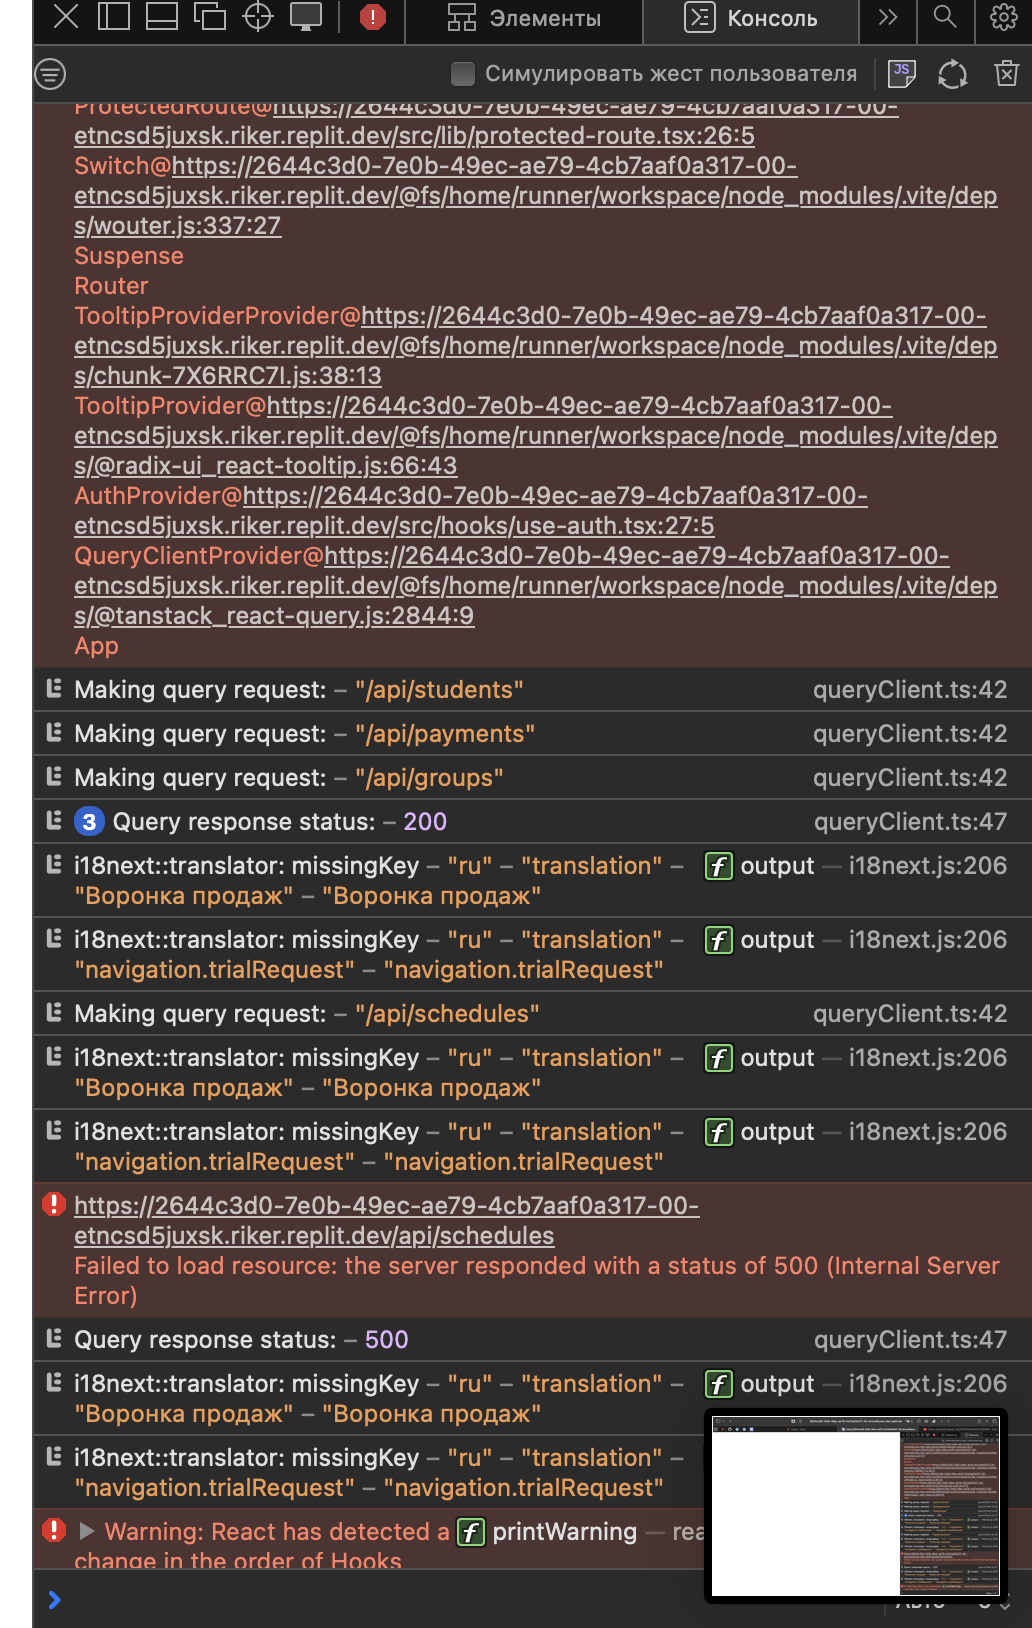 Элементы
Консоль
Симулировать жест пользователя
JS
ProtectedRoute@https://2644c3d0-7e0b-49ec-ae79-4cb7aaf0a317-00-
etncsd5juxsk.riker.replit.dev/src/lib/protected-route.tsx:26:5
Switch@https://2644c3d0-7e0b-49ec-ae79-4cb7aaf0a317-00-
etncsd5juxsk.riker.replit.dev/@fs/home/runner/workspace/node_modules/.vite/dep
s/wouter.js:337:27
Suspense
Router
TooltipProviderProvider@https://2644c3d0-7e0b-49ec-ae79-4cb7aaf0a317-00-
etncsd5juxsk.riker.replit.dev/@fs/home/runner/workspace/node_modules/.vite/dep
s/chunk-7X6RRC7I.js:38:13
TooltipProvider@https://2644c3d0-7e0b-49ec-ae79-4cb7aaf0a317-00-
etncsd5juxsk.riker.replit.dev/@fs/home/runner/workspace/node_modules/.vite/dep
s/@radix-ui_react-tooltip.js:66:43
AuthProvider@https://2644c3d0-7e0b-49ec-ae79-4cb7aaf0a317-00-
etncsd5juxsk.riker.replit.dev/src/hooks/use-auth.tsx:27:5
QueryClientProvider@https://2644c3d0-7e0b-49ec-ae79-4cb7aaf0a317-00-
etncsd5juxsk.riker.replit.dev/@fs/home/runner/workspace/node_modules/.vite/dep
s/@tanstack_react-query.js:2844:9
App
Making query request: – "/api/students" queryClient.ts:42
Making query request: – "/api/payments" queryClient.ts:42
Making query request: – "/api/groups" queryClient.ts:42
3 Query response status: – 200 queryClient.ts:47
i18next::translator: missingKey – "ru" – "translation" – f output — i18next.js:206
"Воронка продаж" – "Воронка продаж"
i18next::translator: missingKey – "ru" – "translation" – f output — i18next.js:206
"navigation.trialRequest" – "navigation.trialRequest"
Making query request: – "/api/schedules" queryClient.ts:42
i18next::translator: missingKey – "ru" – "translation" – f output — i18next.js:206
"Воронка продаж" – "Воронка продаж"
i18next::translator: missingKey – "ru" – "translation" – f output — i18next.js:206
"navigation.trialRequest" – "navigation.trialRequest"
https://2644c3d0-7e0b-49ec-ae79-4cb7aaf0a317-00-
etncsd5juxsk.riker.replit.dev/api/schedules
Failed to load resource: the server responded with a status of 500 (Internal Server
Error)
Query response status: – 500 queryClient.ts:47
i18next::translator: missingKey – "ru" – "translation" – f output — i18next.js:206
"Воронка продаж" – "Воронка продаж"
i18next::translator: missingKey – "ru" – "translation" –
"navigation.trialRequest" – "navigation.trialRequest"
Warning: React has detected a f printWarning — rea
change in the order of Hooks